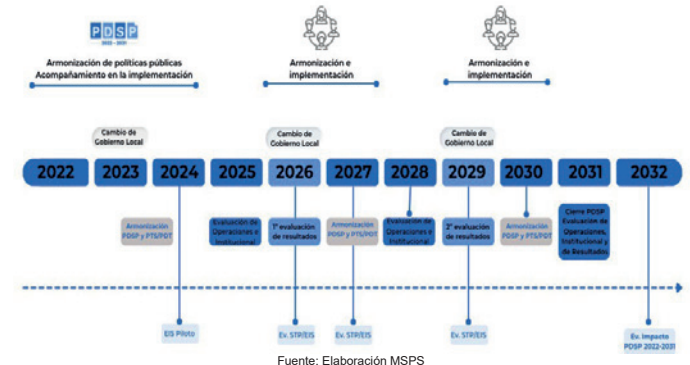 PDSP
2022 - 2031
Armonización de políticas públicas
Acompañamiento en la implementación
Armonización e
implementación
Armonización e
implementación
Cambio de
Gobierno Local
Cambio de
Gobierno Local
Cambio de
Gobierno Local
2022
2023
2024
2025
2026
2027
2028
2029
2030
2031
2032
Armonización
PDSP y PTS/PDT
Evaluación de
Operaciones e
Institucional
1° evaluación
de resultados
Armonización
PDSP y PTS/PDT
Evaluación de
Operaciones e
Institucional
2° evaluación
de resultados
Armonización
PDSP y PTS/PDT
Cierre PDSP
Evaluación de
Operaciones,
Institucional y
de Resultados
EIS Piloto
Ev. STP/EIS
Ev. STP/EIS
Ev. STP/EIS
Ev. Impacto
PDSP 2022-2031
Fuente: Elaboración MSPS